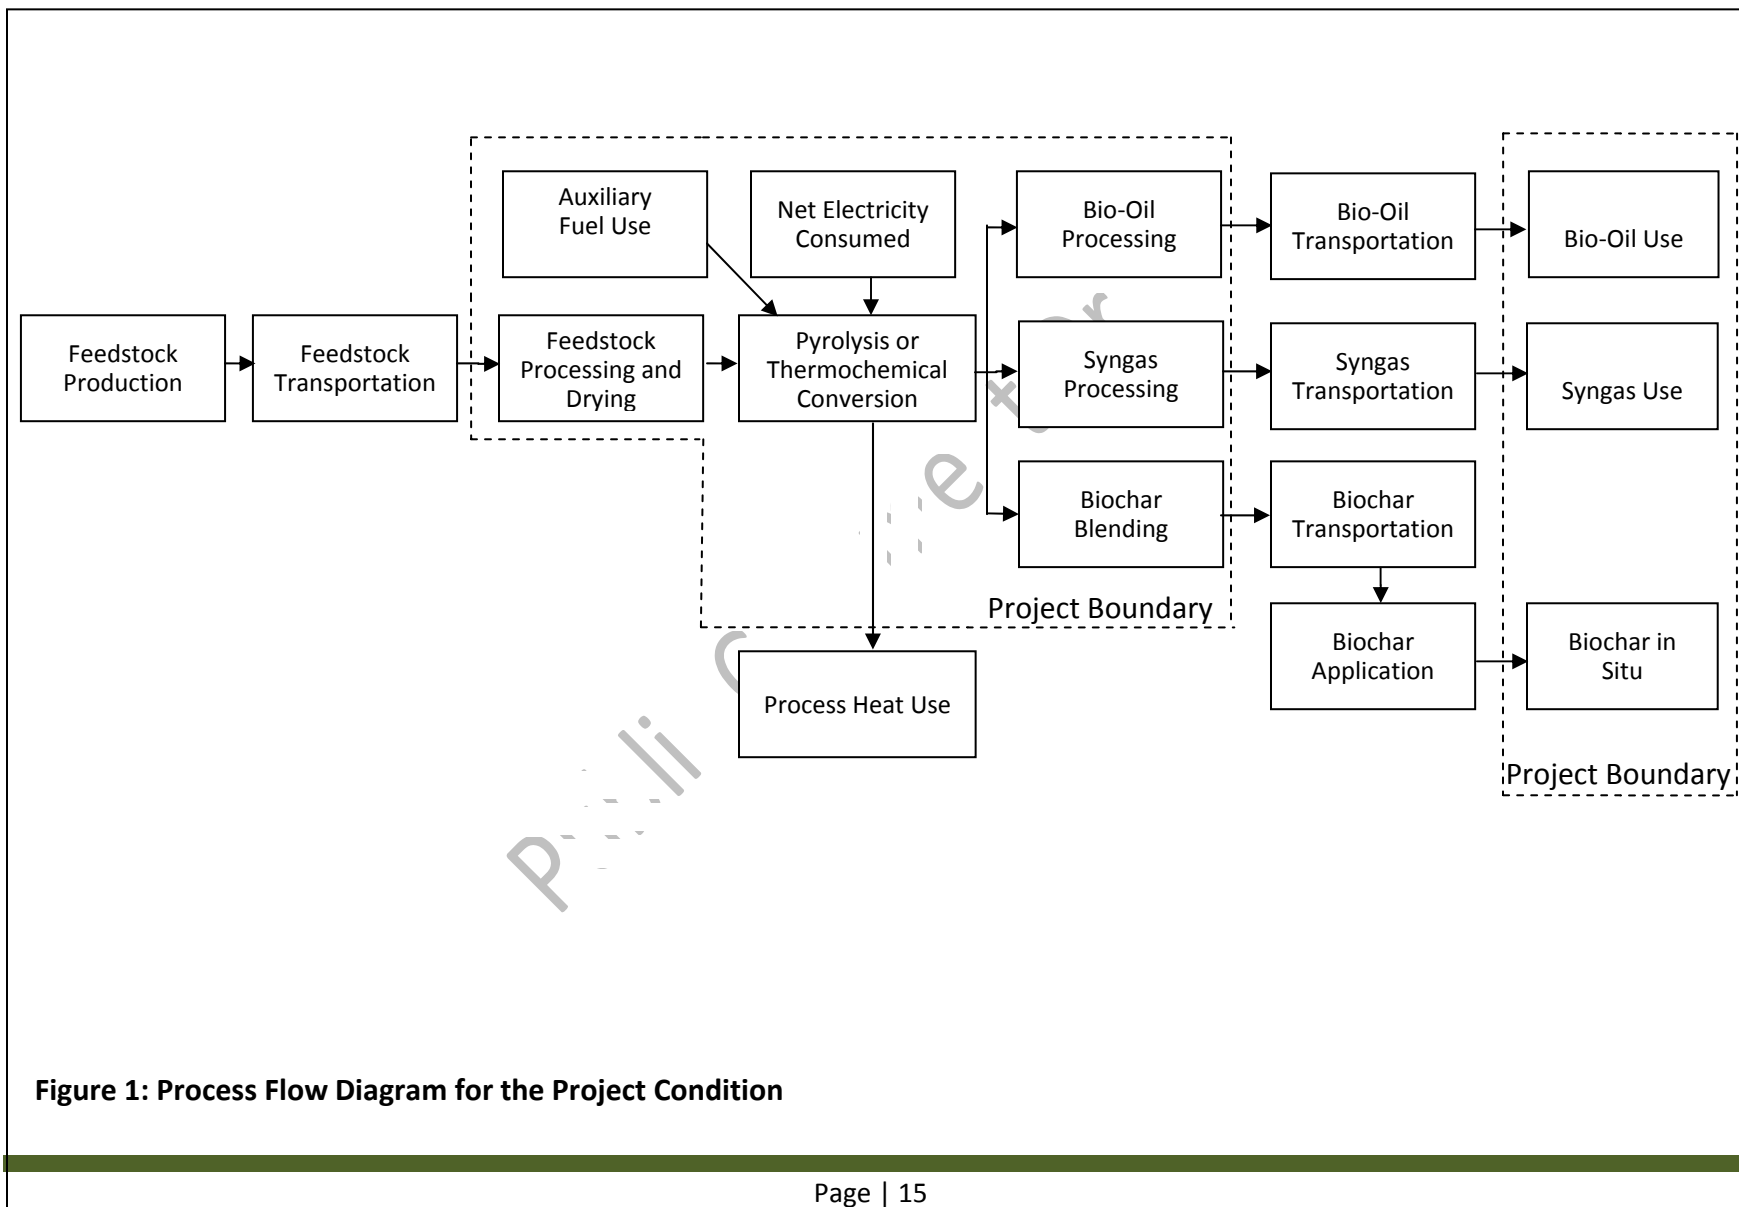 Auxiliary
Fuel Use
Net Electricity
Consumed
Bio-Oil
Processing
Bio-Oil
Transportation
Bio-Oil Use
Feedstock
Production
Feedstock
Transportation
Feedstock
Processing and
Drying
Pyrolysis or
Thermochemical
Conversion
Syngas
Processing
Syngas
Transportation
Syngas Use
Biochar
Blending
Biochar
Transportation
Project Boundary
Process Heat Use
Biochar
Application
Biochar in
Situ
Project Boundary
Figure 1: Process Flow Diagram for the Project Condition
Page | 15